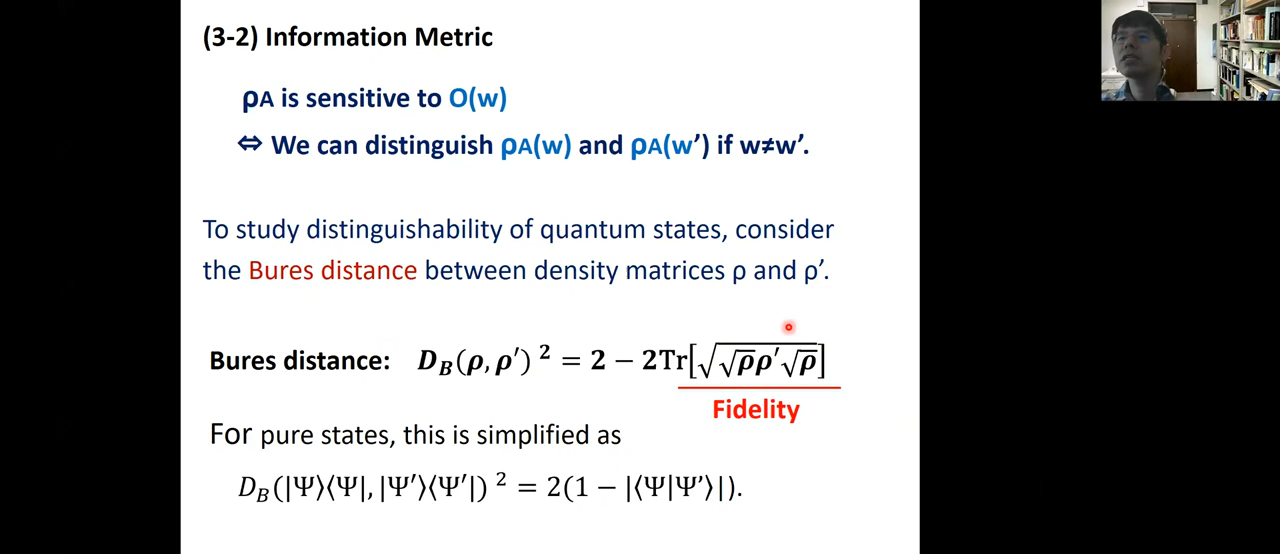 (3-2) Information Metric
ρA is sensitive to O(w)
⇔ We can distinguish ρA(w) and ρA(w’) if w≠w’.
To study distinguishability of quantum states, consider
the Bures distance between density matrices ρ and ρ’.
Bures distance: D_B(ρ, ρ′)² = 2 − 2Tr[√(√ρρ′√ρ)]
Fidelity
For pure states, this is simplified as
D_B(|Ψ⟩⟨Ψ|, |Ψ′⟩⟨Ψ′|)² = 2(1 − |⟨Ψ|Ψ’⟩|).